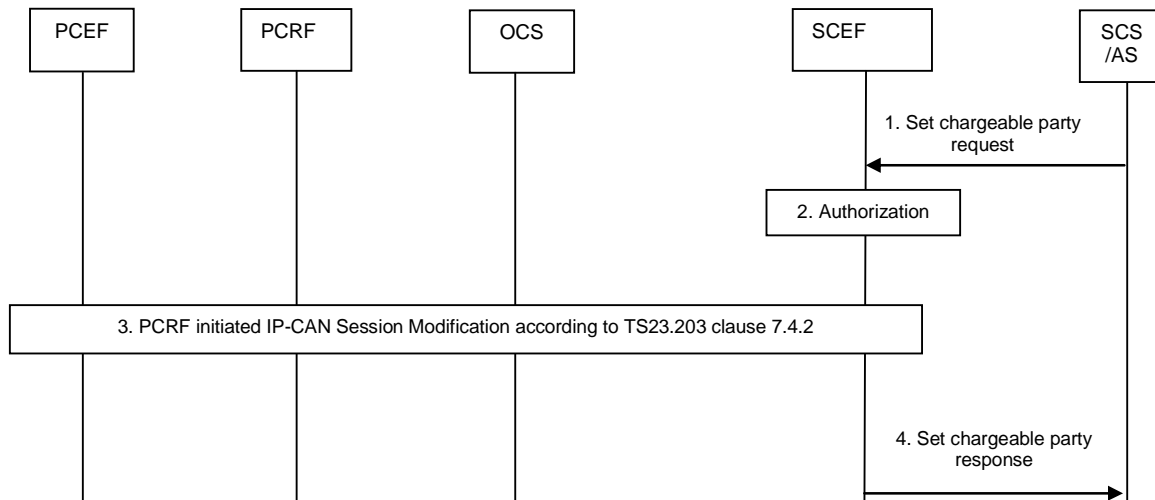 PCEF
PCRF
OCS
SCEF
SCS
/AS
1. Set chargeable party
request
2. Authorization
3. PCRF initiated IP-CAN Session Modification according to TS23.203 clause 7.4.2
4. Set chargeable party
response